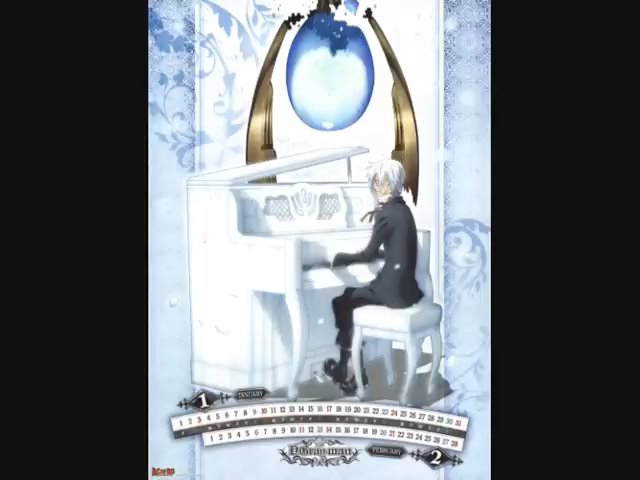 1 JANUARY
1 2 3 4 5 6 7 8 9 10 11 12 13 14 15 16 17 18 19 20 21 22 23 24 25 26 27 28 29 30 31
1 2 3 4 5 6 7 8 9 10 11 12 13 14 15 16 17 18 19 20 21 22 23 24 25 26 27 28
D.Gray-man
FEBRUARY 2